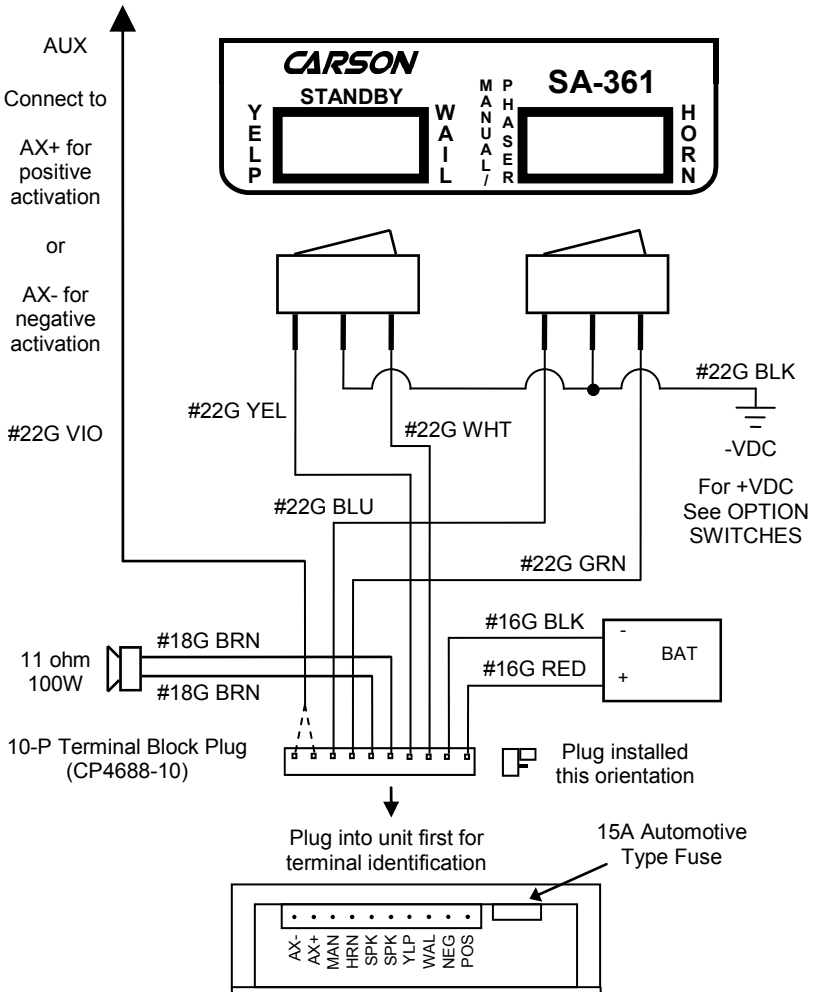 AUX
Connect to
AX+ for
positive
activation
or
AX- for
negative
activation
#22G VIO
CARSON
STANDBY
YELP
WAIL
MANUAL/
PHASER
SA-361
HORN
#22G YEL
#22G WHT
#22G BLK
-VDC
For +VDC
See OPTION
SWITCHES
#22G BLU
#22G GRN
11 ohm
100W
#18G BRN
#18G BRN
#16G BLK
#16G RED
-
+
BAT
10-P Terminal Block Plug
(CP4688-10)
Plug installed
this orientation
Plug into unit first for
terminal identification
15A Automotive
Type Fuse
AX-
AX+
MAN
HRN
SPK
SPK
YLP
WAL
NEG
POS